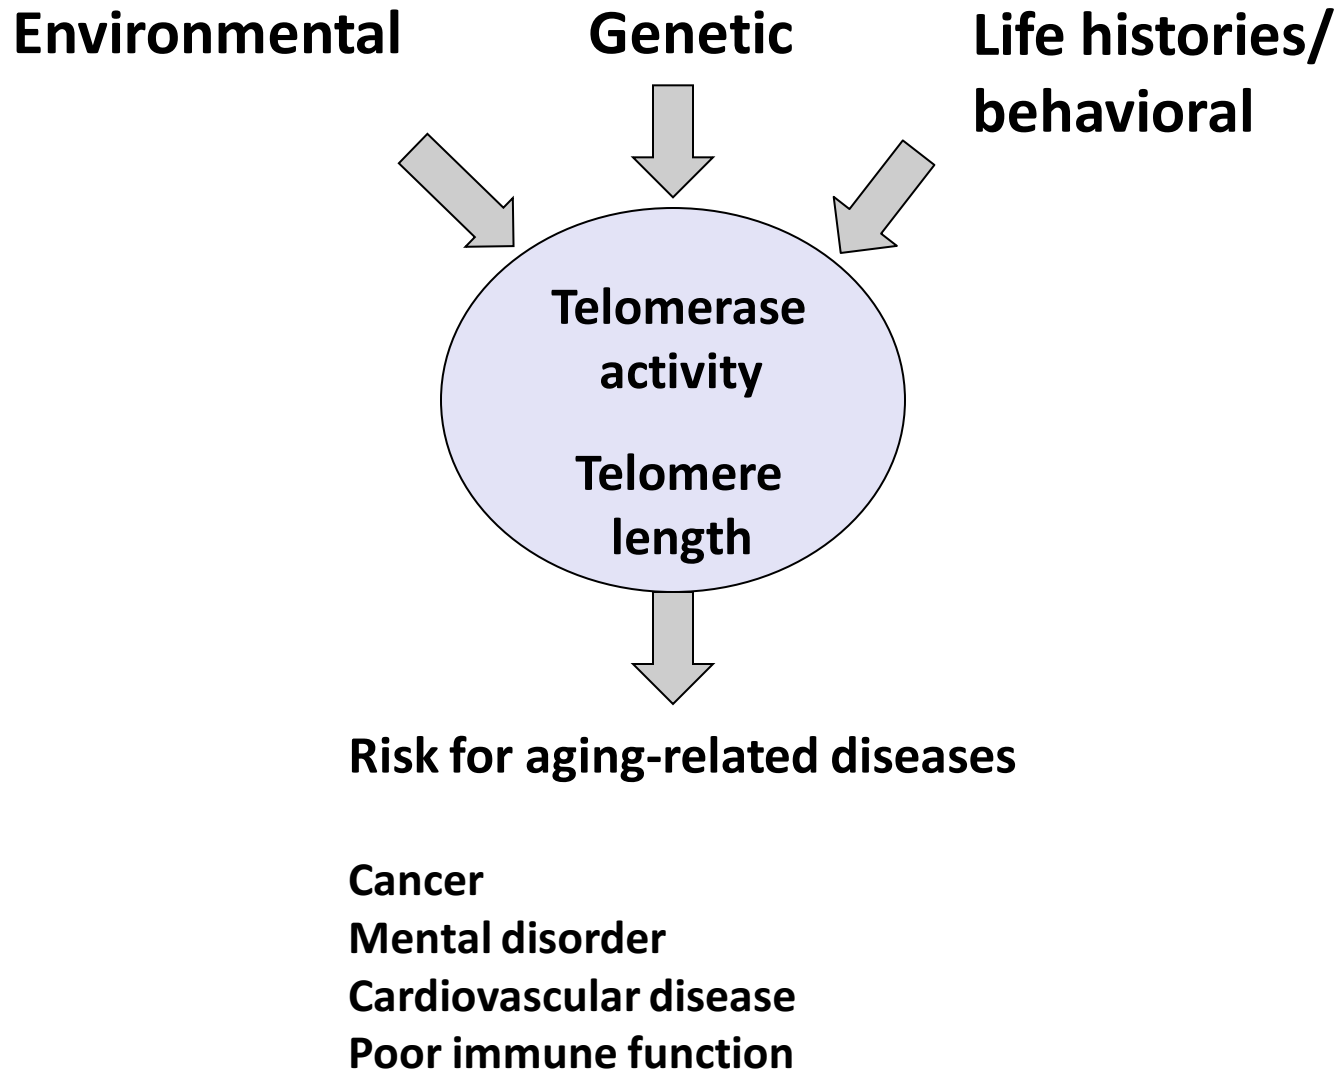 Environmental
Genetic
Life histories/
behavioral
Telomerase
activity
Telomere
length
Risk for aging-related diseases
Cancer
Mental disorder
Cardiovascular disease
Poor immune function